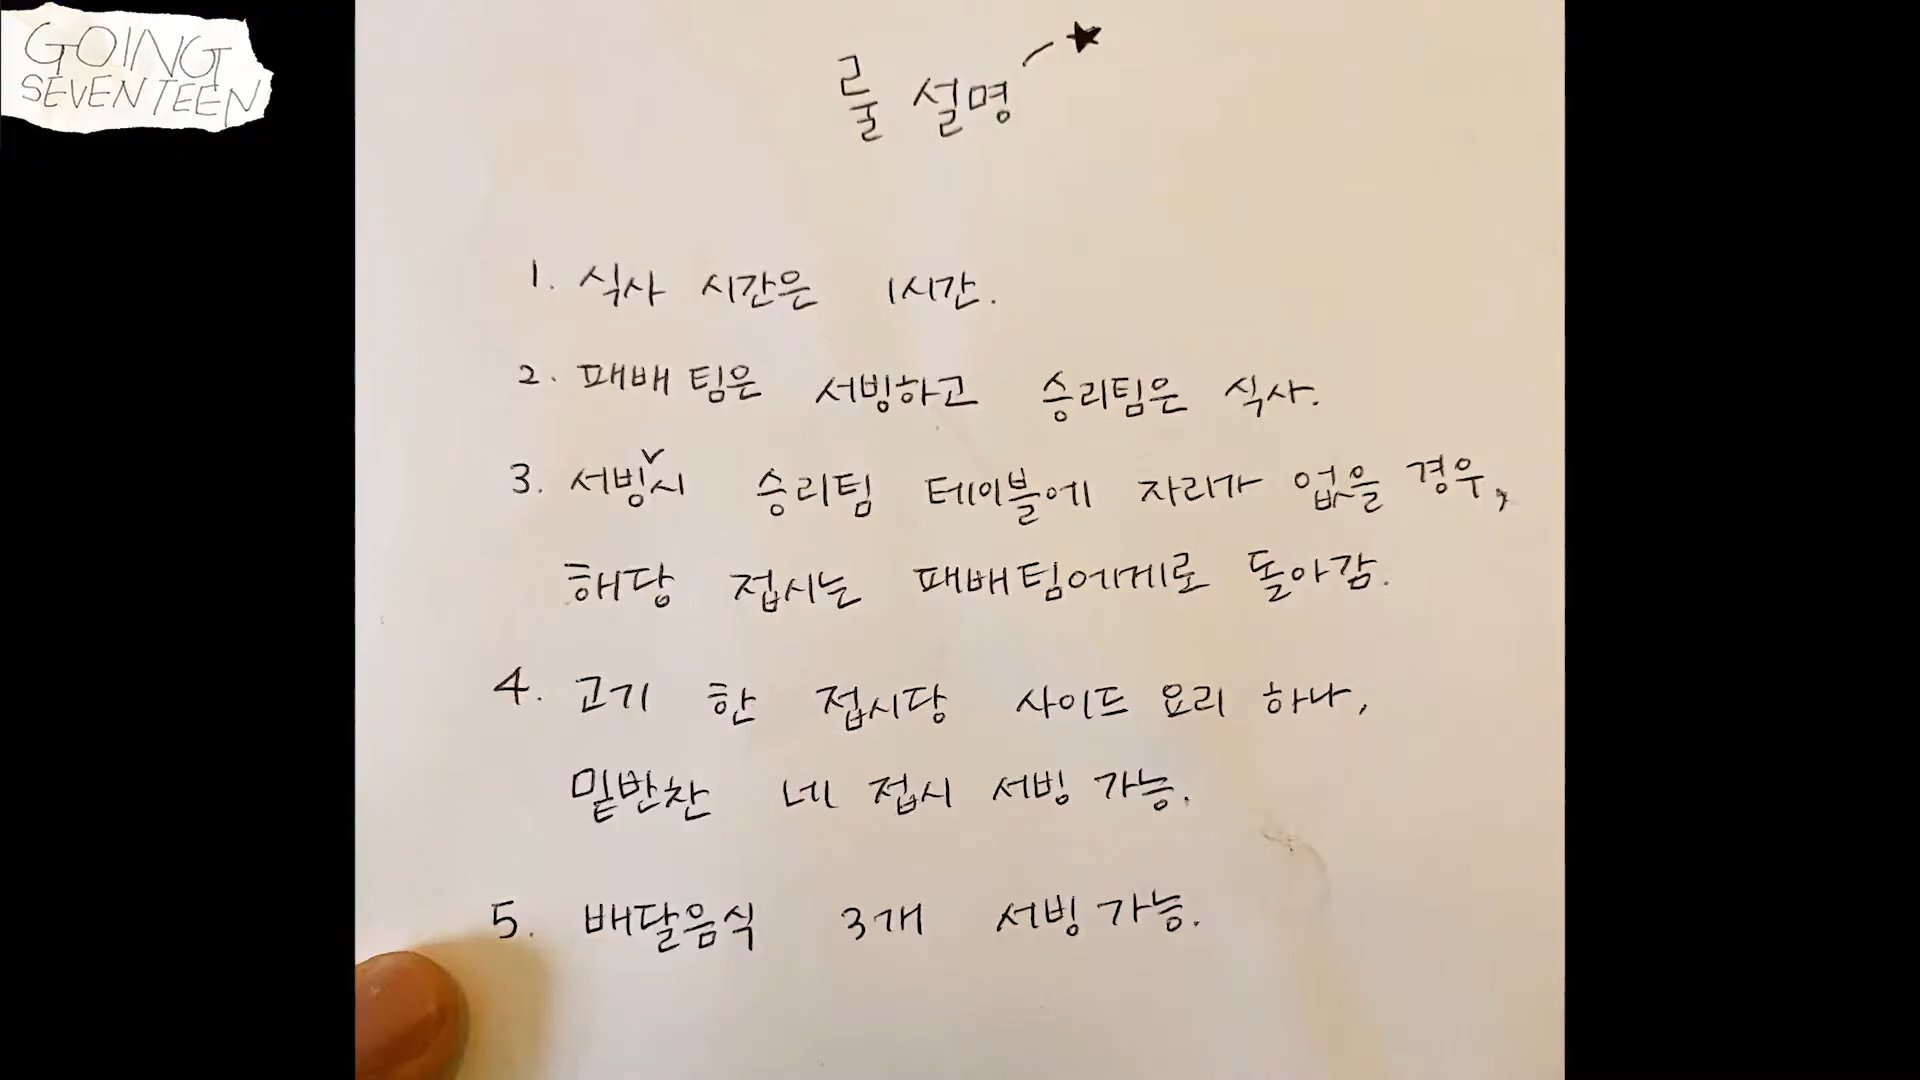 GOING
SEVENTEEN
룰 설명
1. 식사 시간은 1시간.
2. 패배 팀은 서빙하고 승리팀은 식사.
3. 서빙∨시 승리팀 테이블에 자리가 없을 경우,
해당 접시는 패배팀에게로 돌아감.
4. 고기 한 접시당 사이드 요리 하나,
밑반찬 네 접시 서빙 가능.
5. 배달음식 3개 서빙 가능.